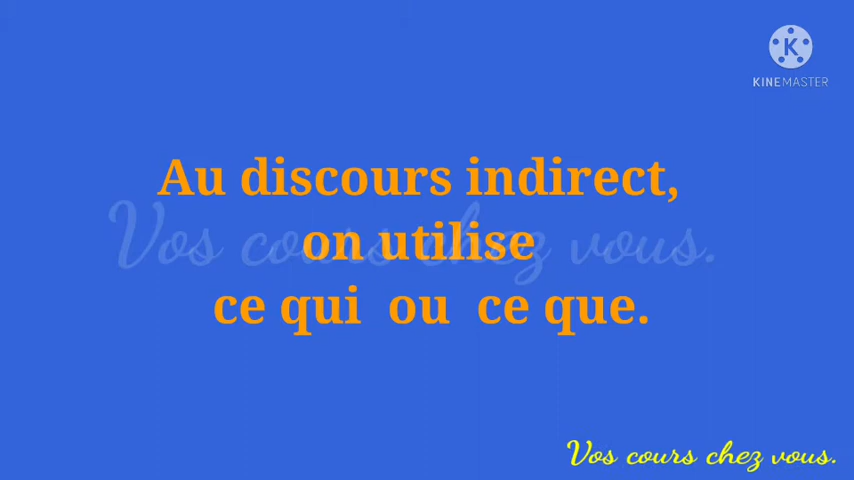 K
KINEMASTER
Au discours indirect,
Vos cours chez vous.
on utilise
ce qui ou ce que.
Vos cours chez vous.